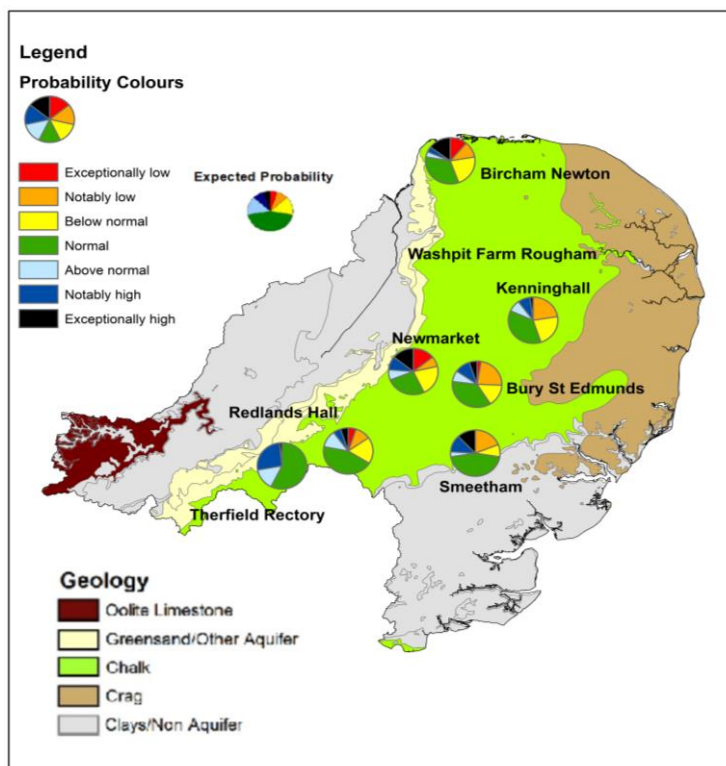 Legend
Probability Colours
Exceptionally low
Notably low
Below normal
Normal
Above normal
Notably high
Exceptionally high
Expected Probability
Bircham Newton
Washpit Farm Rougham
Kenninghall
Newmarket
Bury St Edmunds
Redlands Hall
Smeetham
Therfield Rectory
Geology
Oolite Limestone
Greensand/Other Aquifer
Chalk
Crag
Clays/Non Aquifer